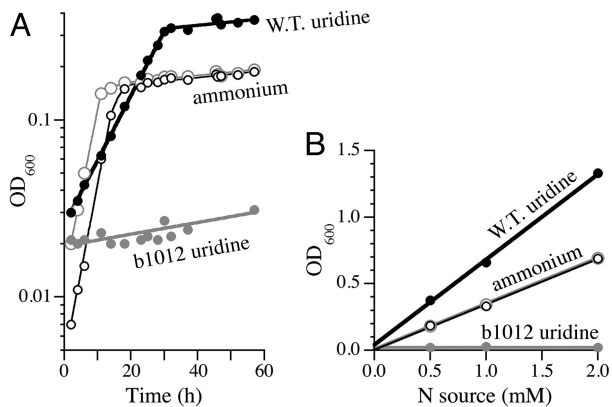 A
W.T. uridine
ammonium
b1012 uridine
OD600
0.1
0.01
0
20
40
60
Time (h)
B
W.T. uridine
ammonium
b1012 uridine
OD600
1.5
1.0
0.5
0.0
0.0
0.5
1.0
1.5
2.0
N source (mM)